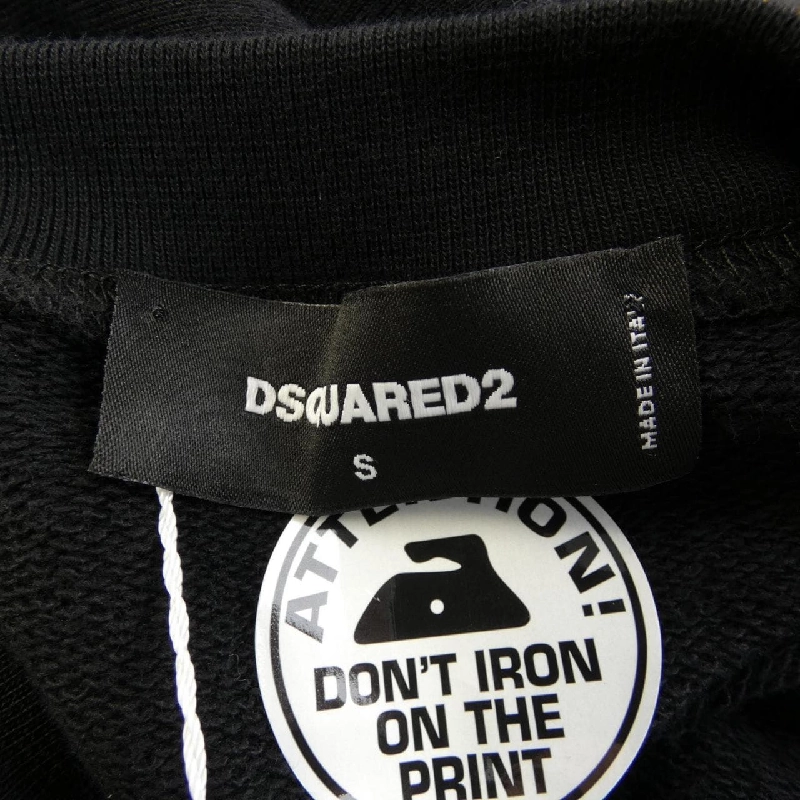 DSQUARED2
S
MADE IN ITALY
ATTENTION!
DON'T IRON
ON THE
PRINT